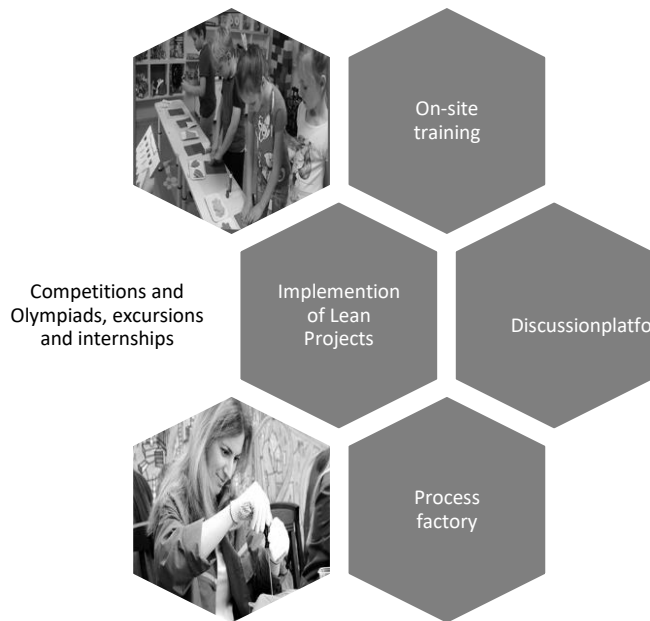 On-site
training
Competitions and
Olympiads, excursions
and internships
Implemention
of Lean
Projects
Discussionplatfo
Process
factory